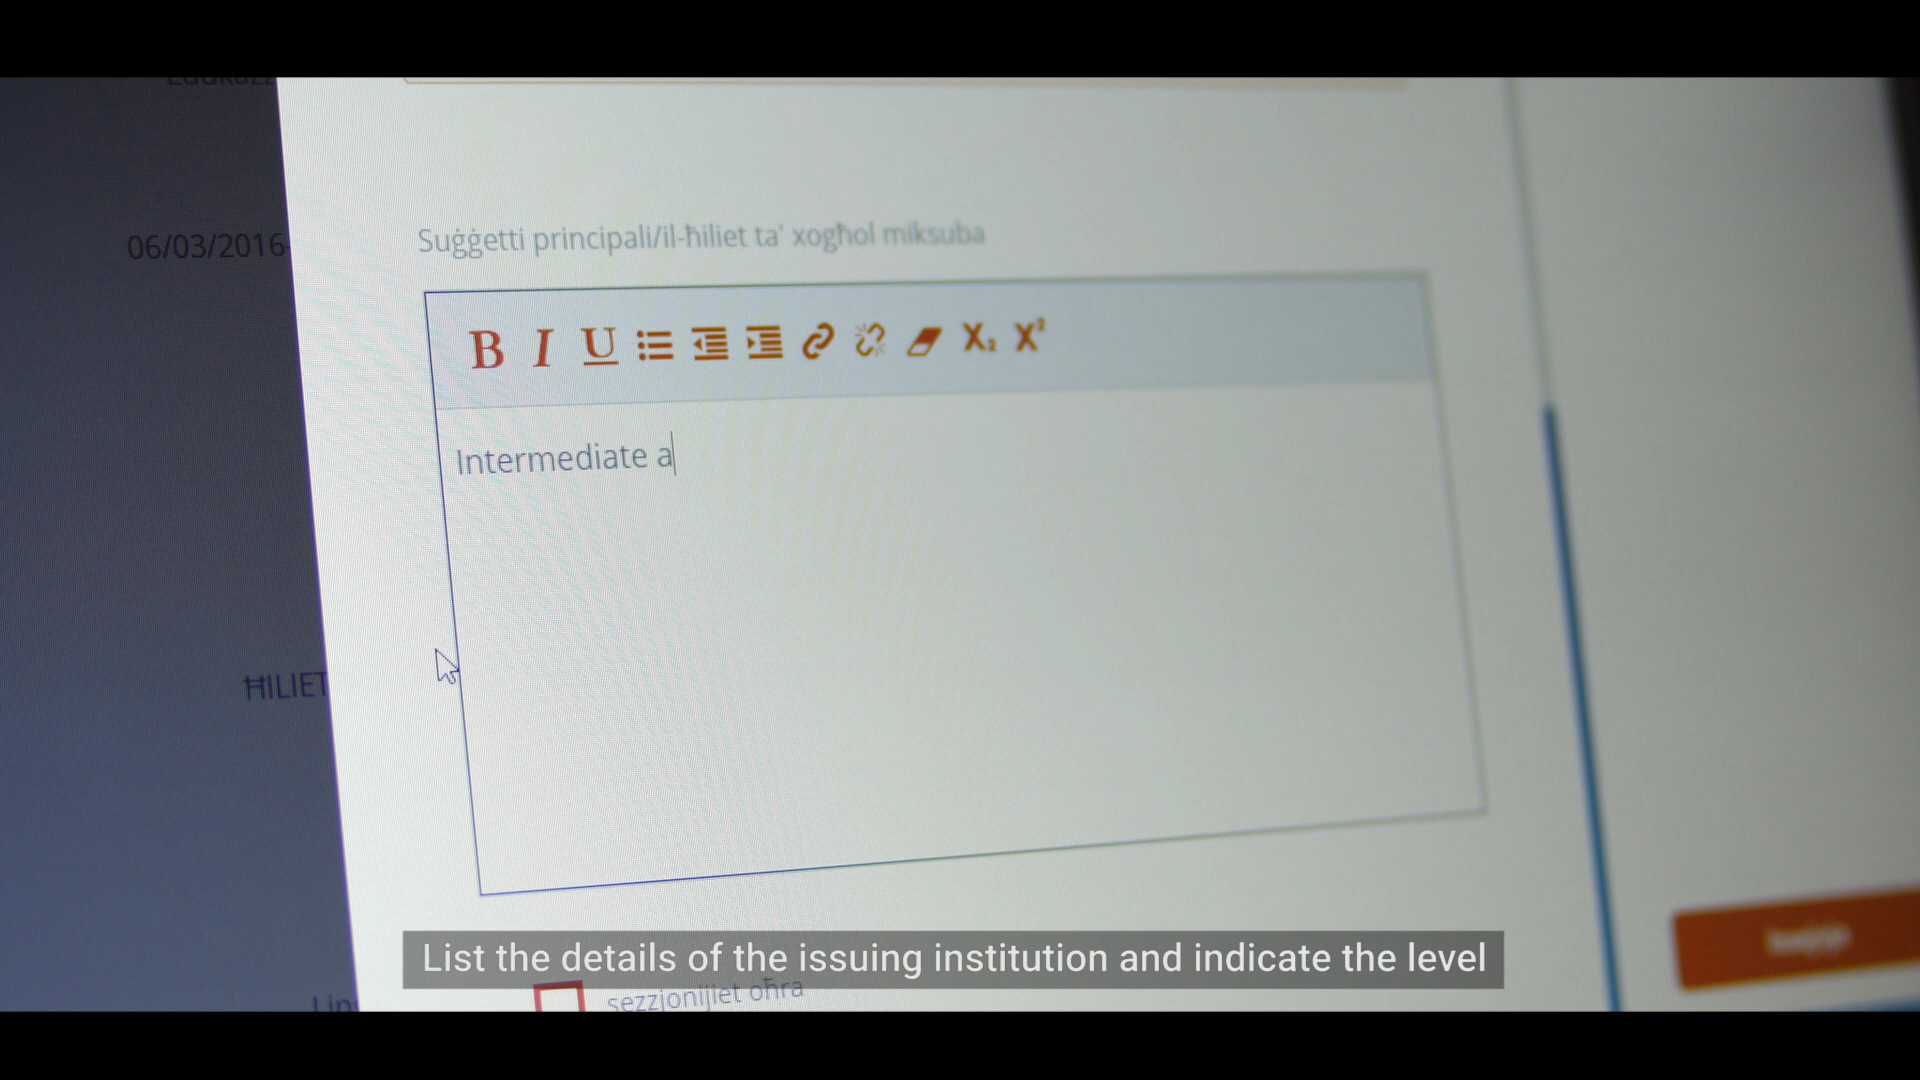 06/03/2016-
Suġġetti principali/il-ħiliet ta' xogħol miksuba
B I U X₂ X²
Intermediate a
ĦILIET
List the details of the issuing institution and indicate the level
sezzjonijiet oħra